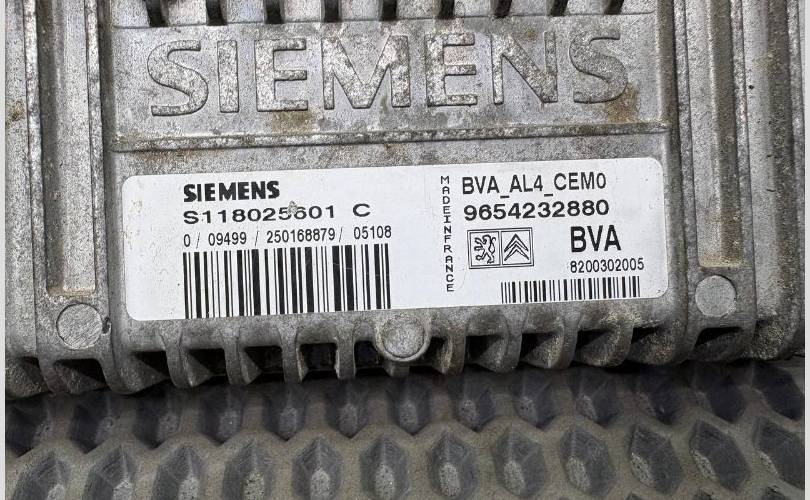 SIEMENS
SIEMENS
S118025601 C
0 / 09499 / 250168879 / 05108
MADEINFRANCE
BVA_AL4_CEM0
9654232880
BVA
8200302005